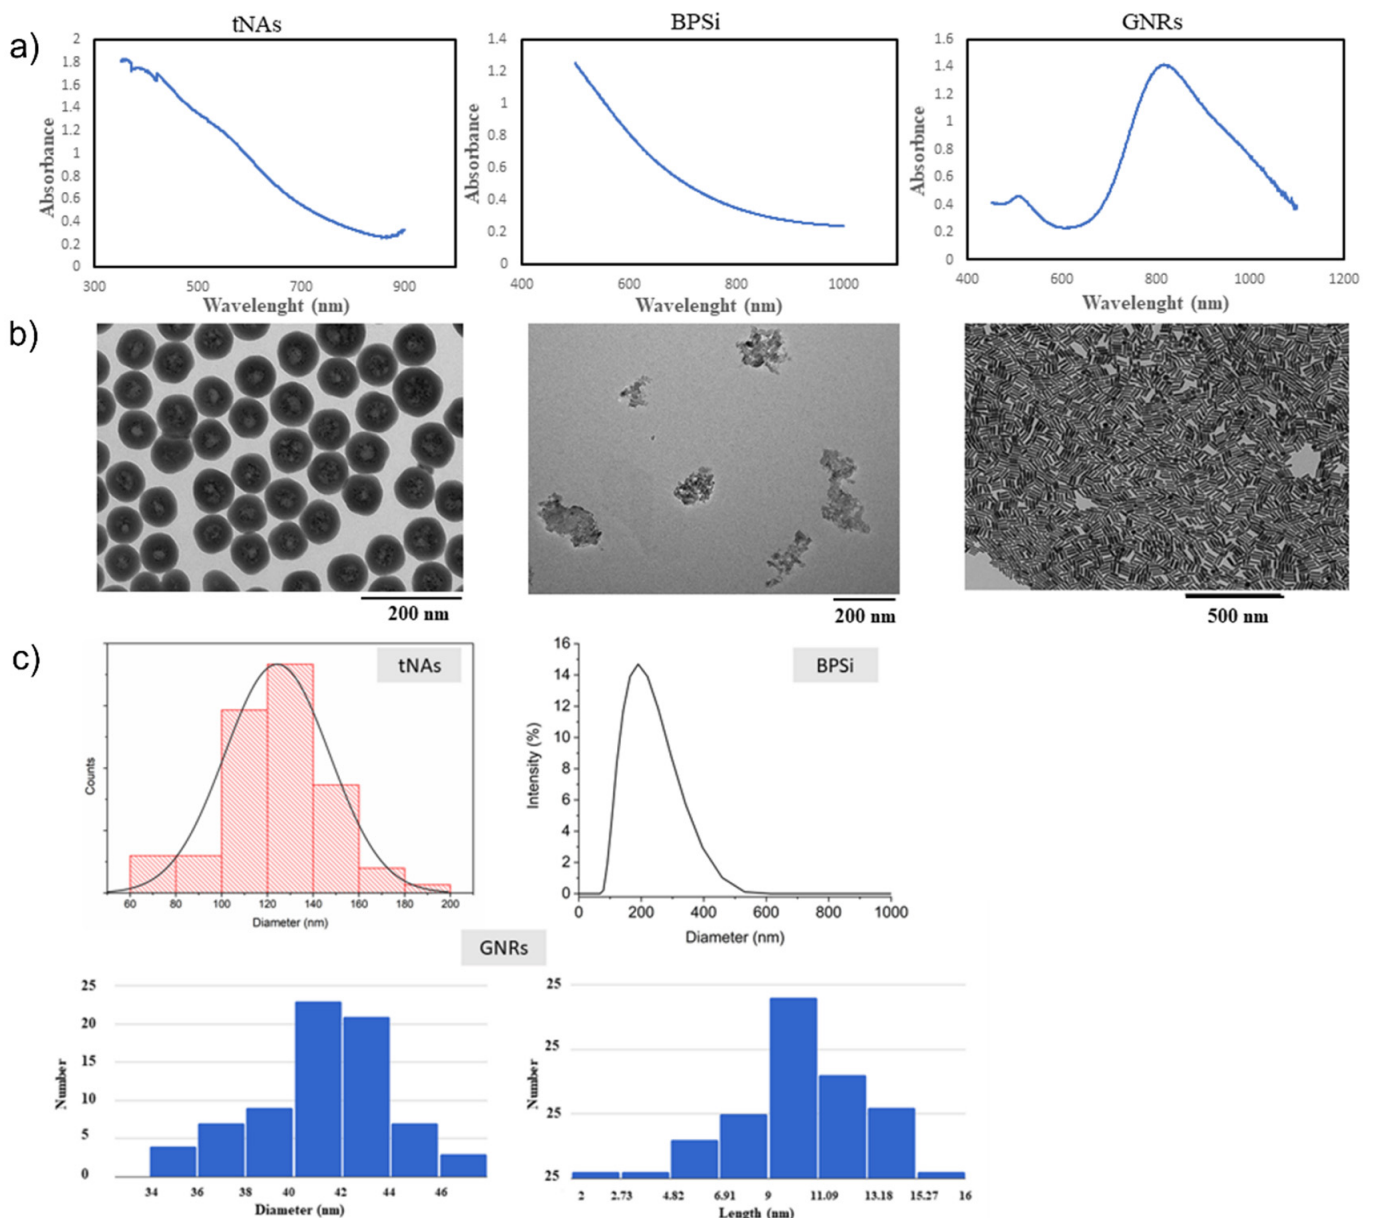 a)
tNAs
BPSi
GNRs
2
1.8
1.6
1.4
1.2
1
0.8
0.6
0.4
0.2
0
Absorbance
300 500 700 900
Wavelenght (nm)
1.4
1.2
1
0.8
0.6
0.4
0.2
0
Absorbance
400 600 800 1000
Wavelenght (nm)
1.6
1.4
1.2
1
0.8
0.6
0.4
0.2
0
Absorbnce
400 600 800 1000 1200
Wavelenght (nm)
b)
200 nm
200 nm
500 nm
c)
tNAs
Counts
60 80 100 120 140 160 180 200
Diameter (nm)
BPSi
16
14
12
10
8
6
4
2
0
Intensity (%)
0 200 400 600 800 1000
Diameter (nm)
GNRs
25
20
15
10
5
0
Number
34 36 38 40 42 44 46
Diameter (nm)
25
25
25
25
Number
2 2.73 4.82 6.91 9 11.09 13.18 15.27 16
Length (nm)